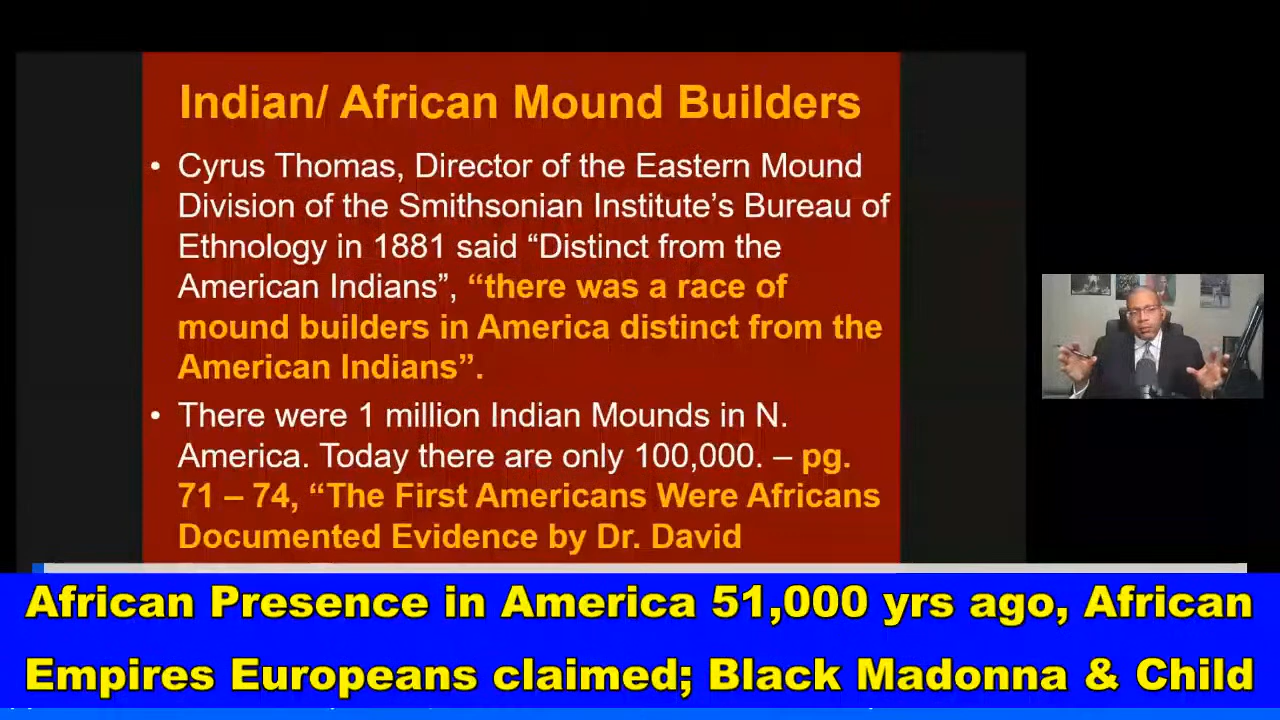 Indian/ African Mound Builders
• Cyrus Thomas, Director of the Eastern Mound
Division of the Smithsonian Institute’s Bureau of
Ethnology in 1881 said “Distinct from the
American Indians”, “there was a race of
mound builders in America distinct from the
American Indians”.
• There were 1 million Indian Mounds in N.
America. Today there are only 100,000. – pg.
71 – 74, “The First Americans Were Africans
Documented Evidence by Dr. David
African Presence in America 51,000 yrs ago, African
Empires Europeans claimed; Black Madonna & Child